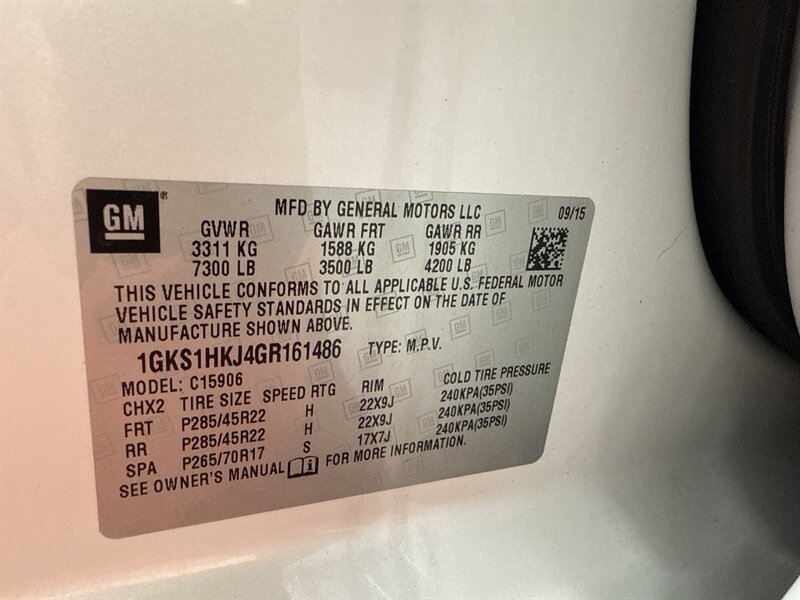 GM ®
MFD BY GENERAL MOTORS LLC 09/15
GVWR GAWR FRT GAWR RR
3311 KG 1588 KG 1905 KG
7300 LB 3500 LB 4200 LB
THIS VEHICLE CONFORMS TO ALL APPLICABLE U.S. FEDERAL MOTOR
VEHICLE SAFETY STANDARDS IN EFFECT ON THE DATE OF
MANUFACTURE SHOWN ABOVE.
1GKS1HKJ4GR161486 TYPE: M.P.V.
MODEL: C15906
CHX2 TIRE SIZE SPEED RTG RIM COLD TIRE PRESSURE
FRT P285/45R22 H 22X9J 240KPA(35PSI)
RR P285/45R22 H 22X9J 240KPA(35PSI)
SPA P265/70R17 S 17X7J 240KPA(35PSI)
SEE OWNER'S MANUAL FOR MORE INFORMATION.